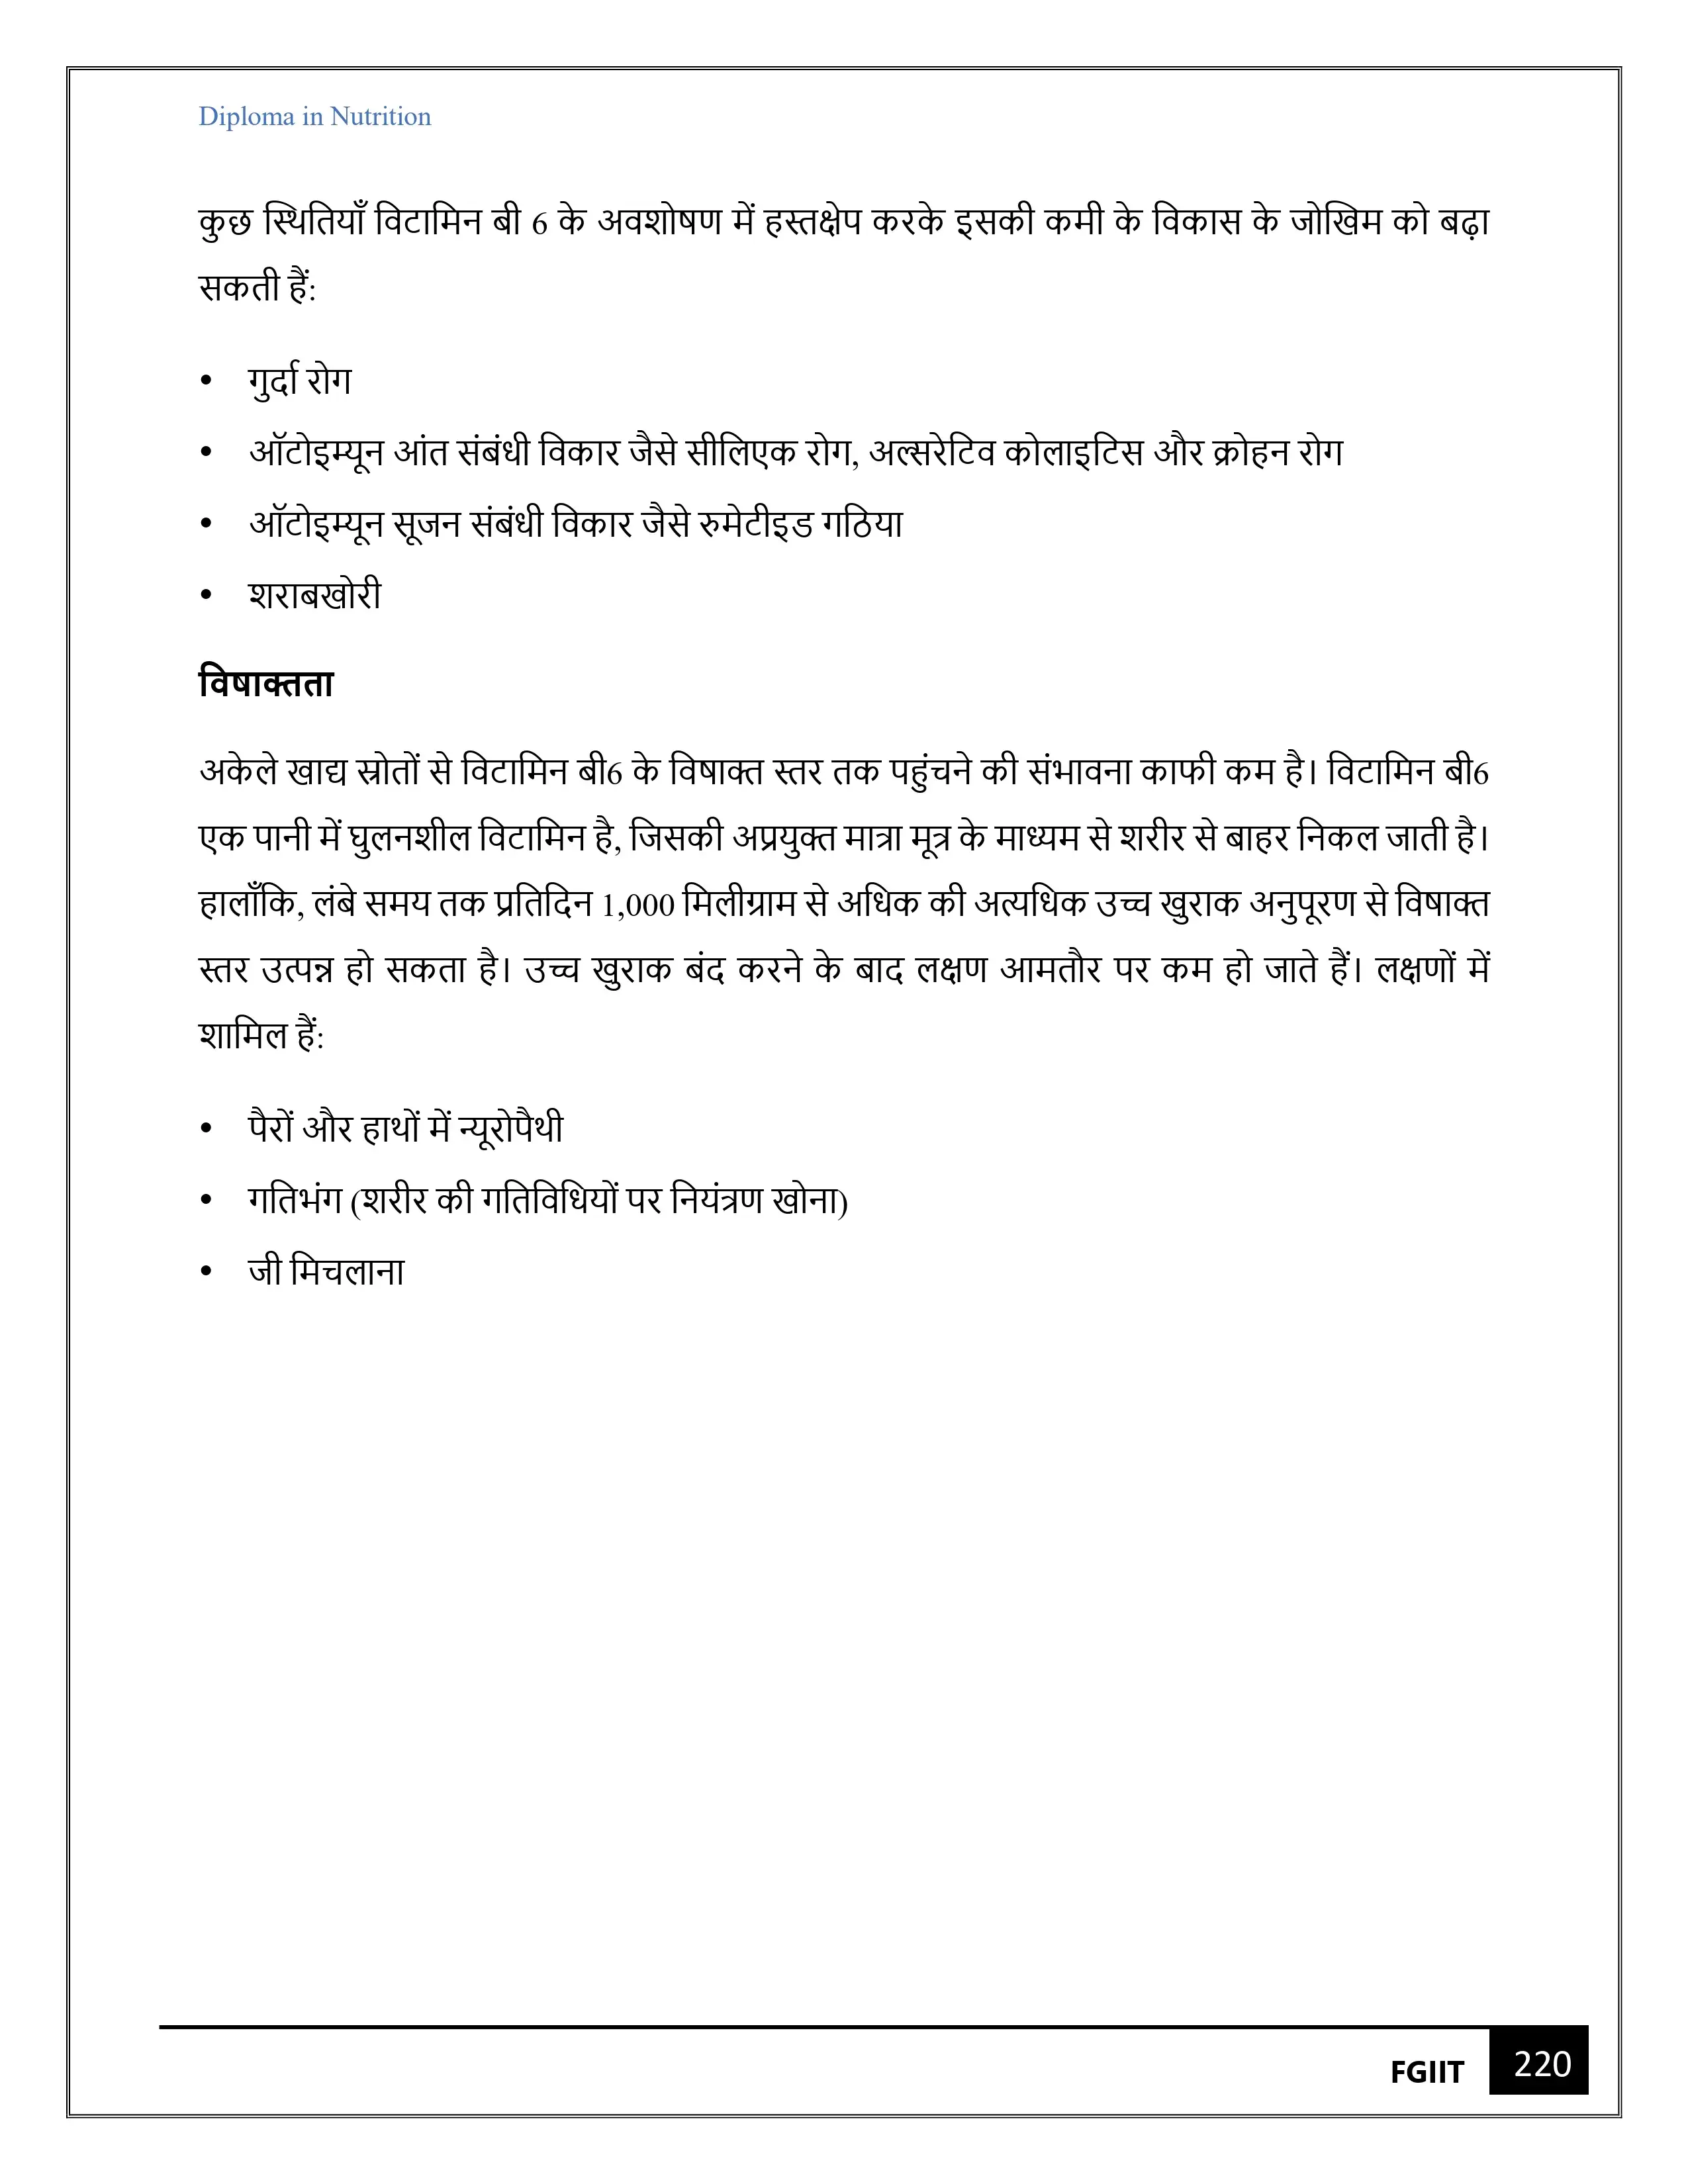 Diploma in Nutrition
कुछ स्थितियाँ विटामिन बी 6 के अवशोषण में हस्तक्षेप करके इसकी कमी के विकास के जोखिम को बढ़ा
सकती हैं:
• गुर्दा रोग
• ऑटोइम्यून आंत संबंधी विकार जैसे सीलिएक रोग, अल्सरेटिव कोलाइटिस और क्रोहन रोग
• ऑटोइम्यून सूजन संबंधी विकार जैसे रुमेटीइड गठिया
• शराबखोरी
विषाक्तता
अकेले खाद्य स्रोतों से विटामिन बी6 के विषाक्त स्तर तक पहुंचने की संभावना काफी कम है। विटामिन बी6
एक पानी में घुलनशील विटामिन है, जिसकी अप्रयुक्त मात्रा मूत्र के माध्यम से शरीर से बाहर निकल जाती है।
हालाँकि, लंबे समय तक प्रतिदिन 1,000 मिलीग्राम से अधिक की अत्यधिक उच्च खुराक अनुपूरण से विषाक्त
स्तर उत्पन्न हो सकता है। उच्च खुराक बंद करने के बाद लक्षण आमतौर पर कम हो जाते हैं। लक्षणों में
शामिल हैं:
• पैरों और हाथों में न्यूरोपैथी
• गतिभंग (शरीर की गतिविधियों पर नियंत्रण खोना)
• जी मिचलाना
FGIIT 220